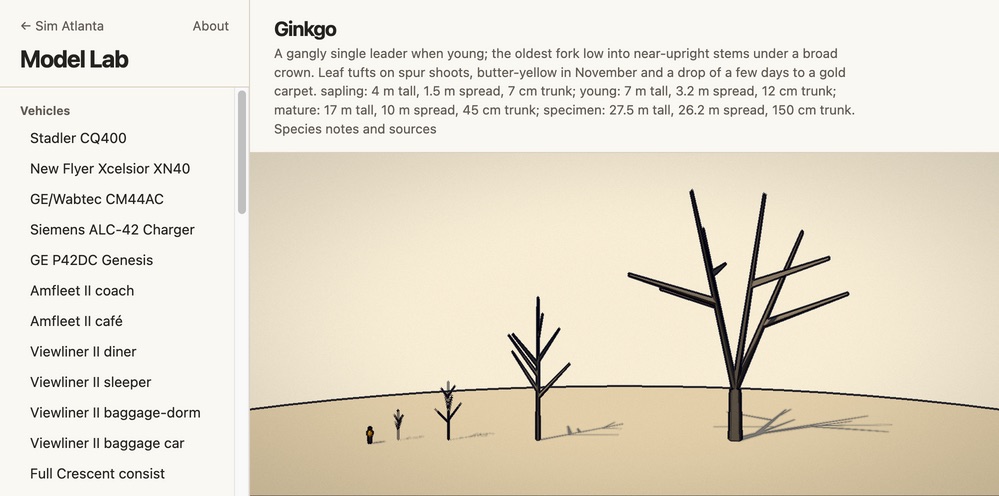 ← Sim Atlanta
About
Model Lab
Vehicles
Stadler CQ400
New Flyer Xcelsior XN40
GE/Wabtec CM44AC
Siemens ALC-42 Charger
GE P42DC Genesis
Amfleet II coach
Amfleet II café
Viewliner II diner
Viewliner II sleeper
Viewliner II baggage-dorm
Viewliner II baggage car
Full Crescent consist
Ginkgo
A gangly single leader when young; the oldest fork low into near-upright stems under a broad
crown. Leaf tufts on spur shoots, butter-yellow in November and a drop of a few days to a gold
carpet. sapling: 4 m tall, 1.5 m spread, 7 cm trunk; young: 7 m tall, 3.2 m spread, 12 cm trunk;
mature: 17 m tall, 10 m spread, 45 cm trunk; specimen: 27.5 m tall, 26.2 m spread, 150 cm trunk.
Species notes and sources